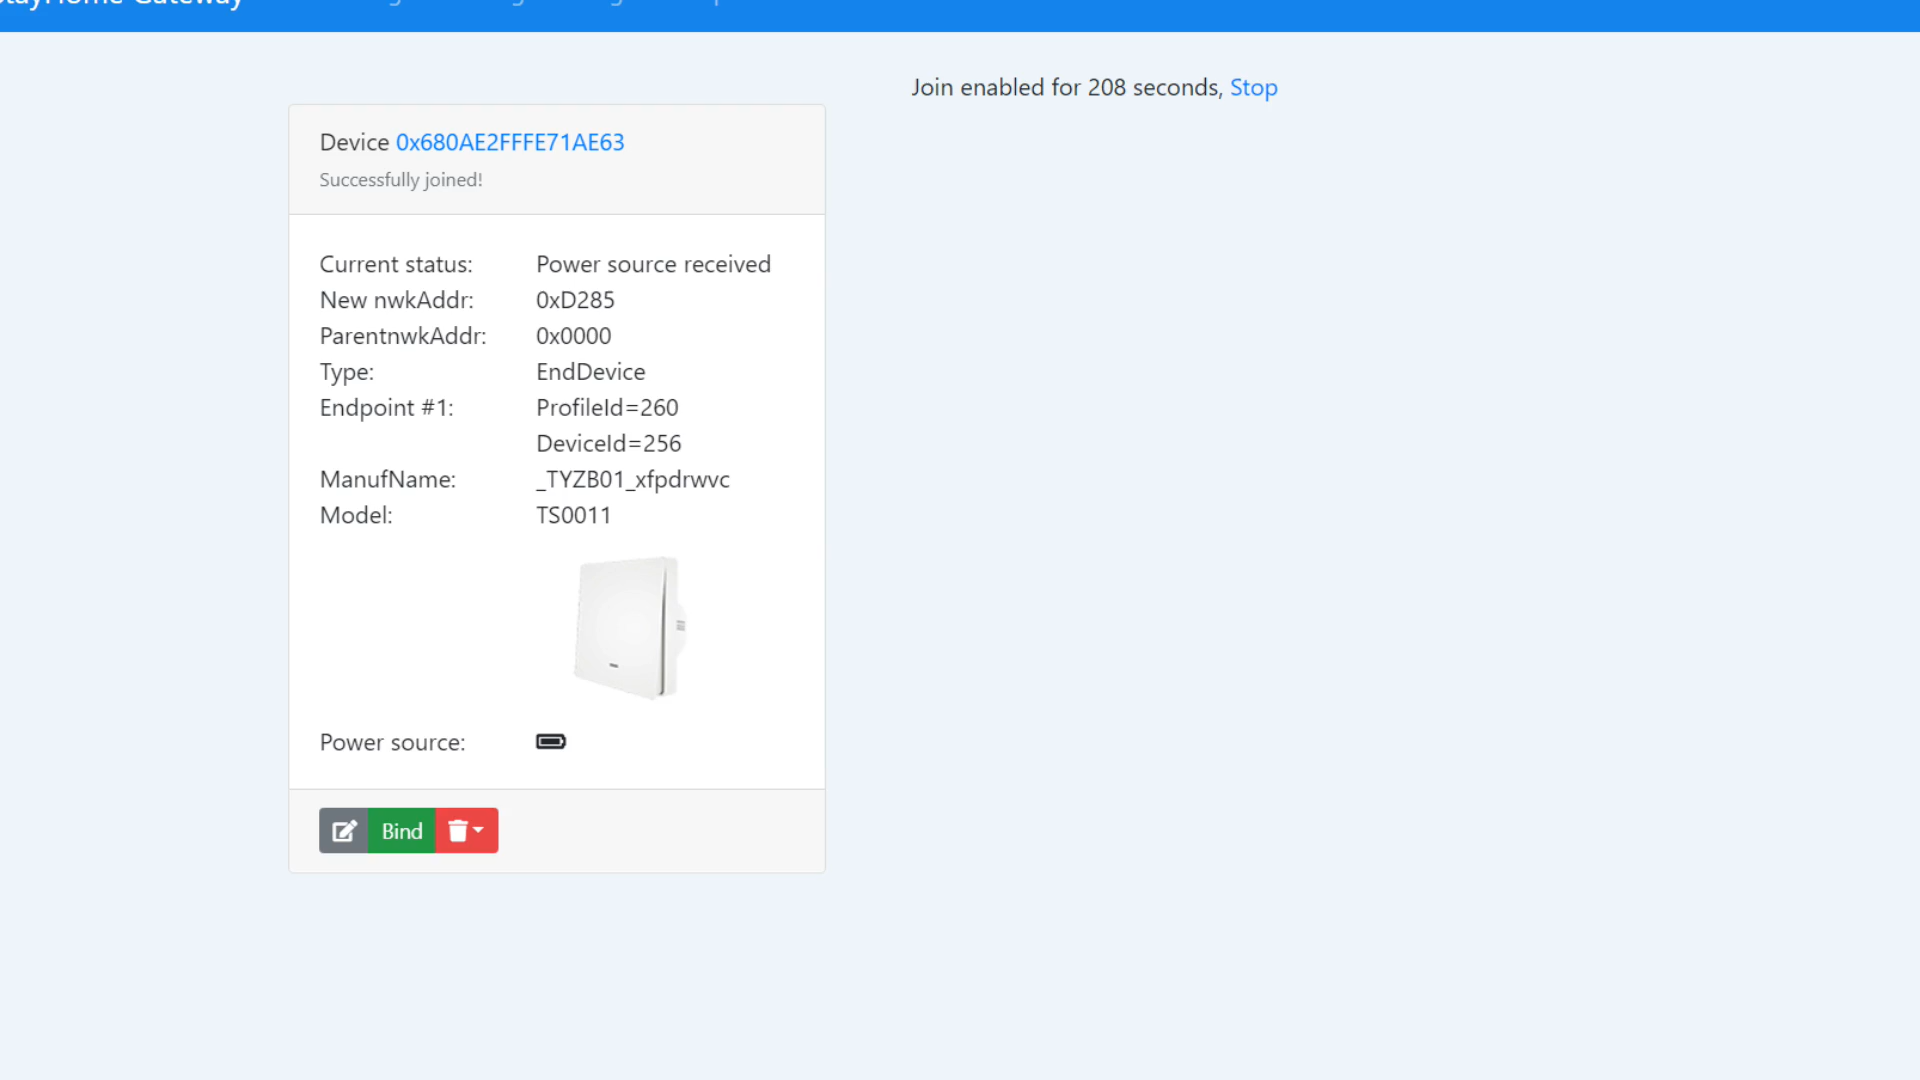 Gateway
Join enabled for 208 seconds, Stop
Device 0x680AE2FFFE71AE63
Successfully joined!
Current status: Power source received
New nwkAddr: 0xD285
ParentnwkAddr: 0x0000
Type: EndDevice
Endpoint #1: ProfileId=260
DeviceId=256
ManufName: _TYZB01_xfpdrwvc
Model: TS0011
Power source:
Bind